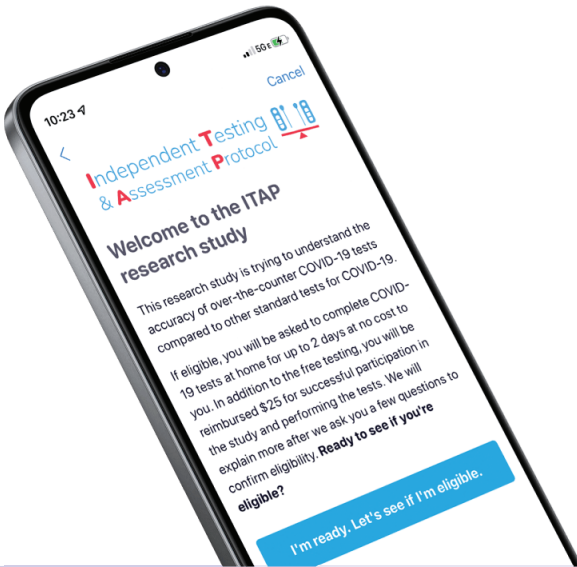 10:23
5GE
Cancel
Independent Testing
& Assessment Protocol
Welcome to the ITAP
research study
This research study is trying to understand the
accuracy of over-the-counter COVID-19 tests
compared to other standard tests for COVID-19.
If eligible, you will be asked to complete COVID-
19 tests at home for up to 2 days at no cost to
you. In addition to the free testing, you will be
reimbursed $25 for successful participation in
the study and performing the tests. We will
explain more after we ask you a few questions to
confirm eligibility. Ready to see if you're
eligible?
I'm ready. Let's see if I'm eligible.